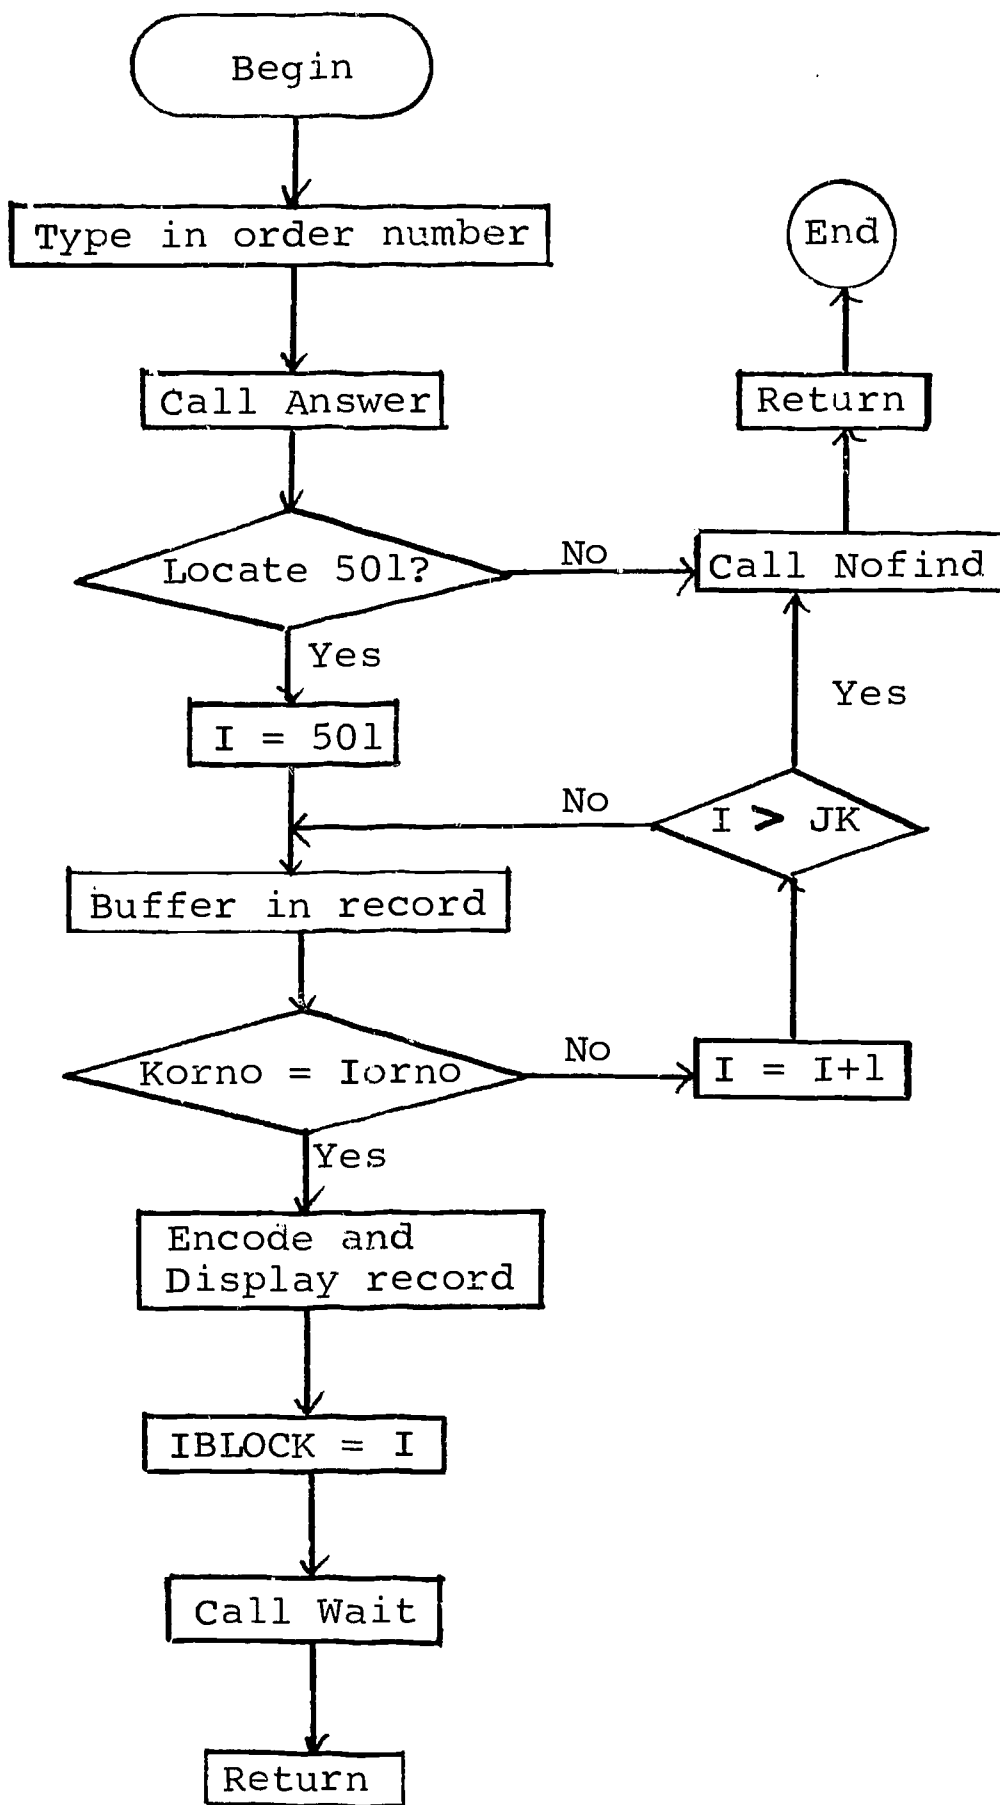 Begin
Type in order number
End
Call Answer
Return
Locate 501?
No
Call Nofind
Yes
I = 501
Yes
No
I > JK
Buffer in record
Korno = Iorno
No
I = I+1
Yes
Encode and
Display record
IBLOCK = I
Call Wait
Return